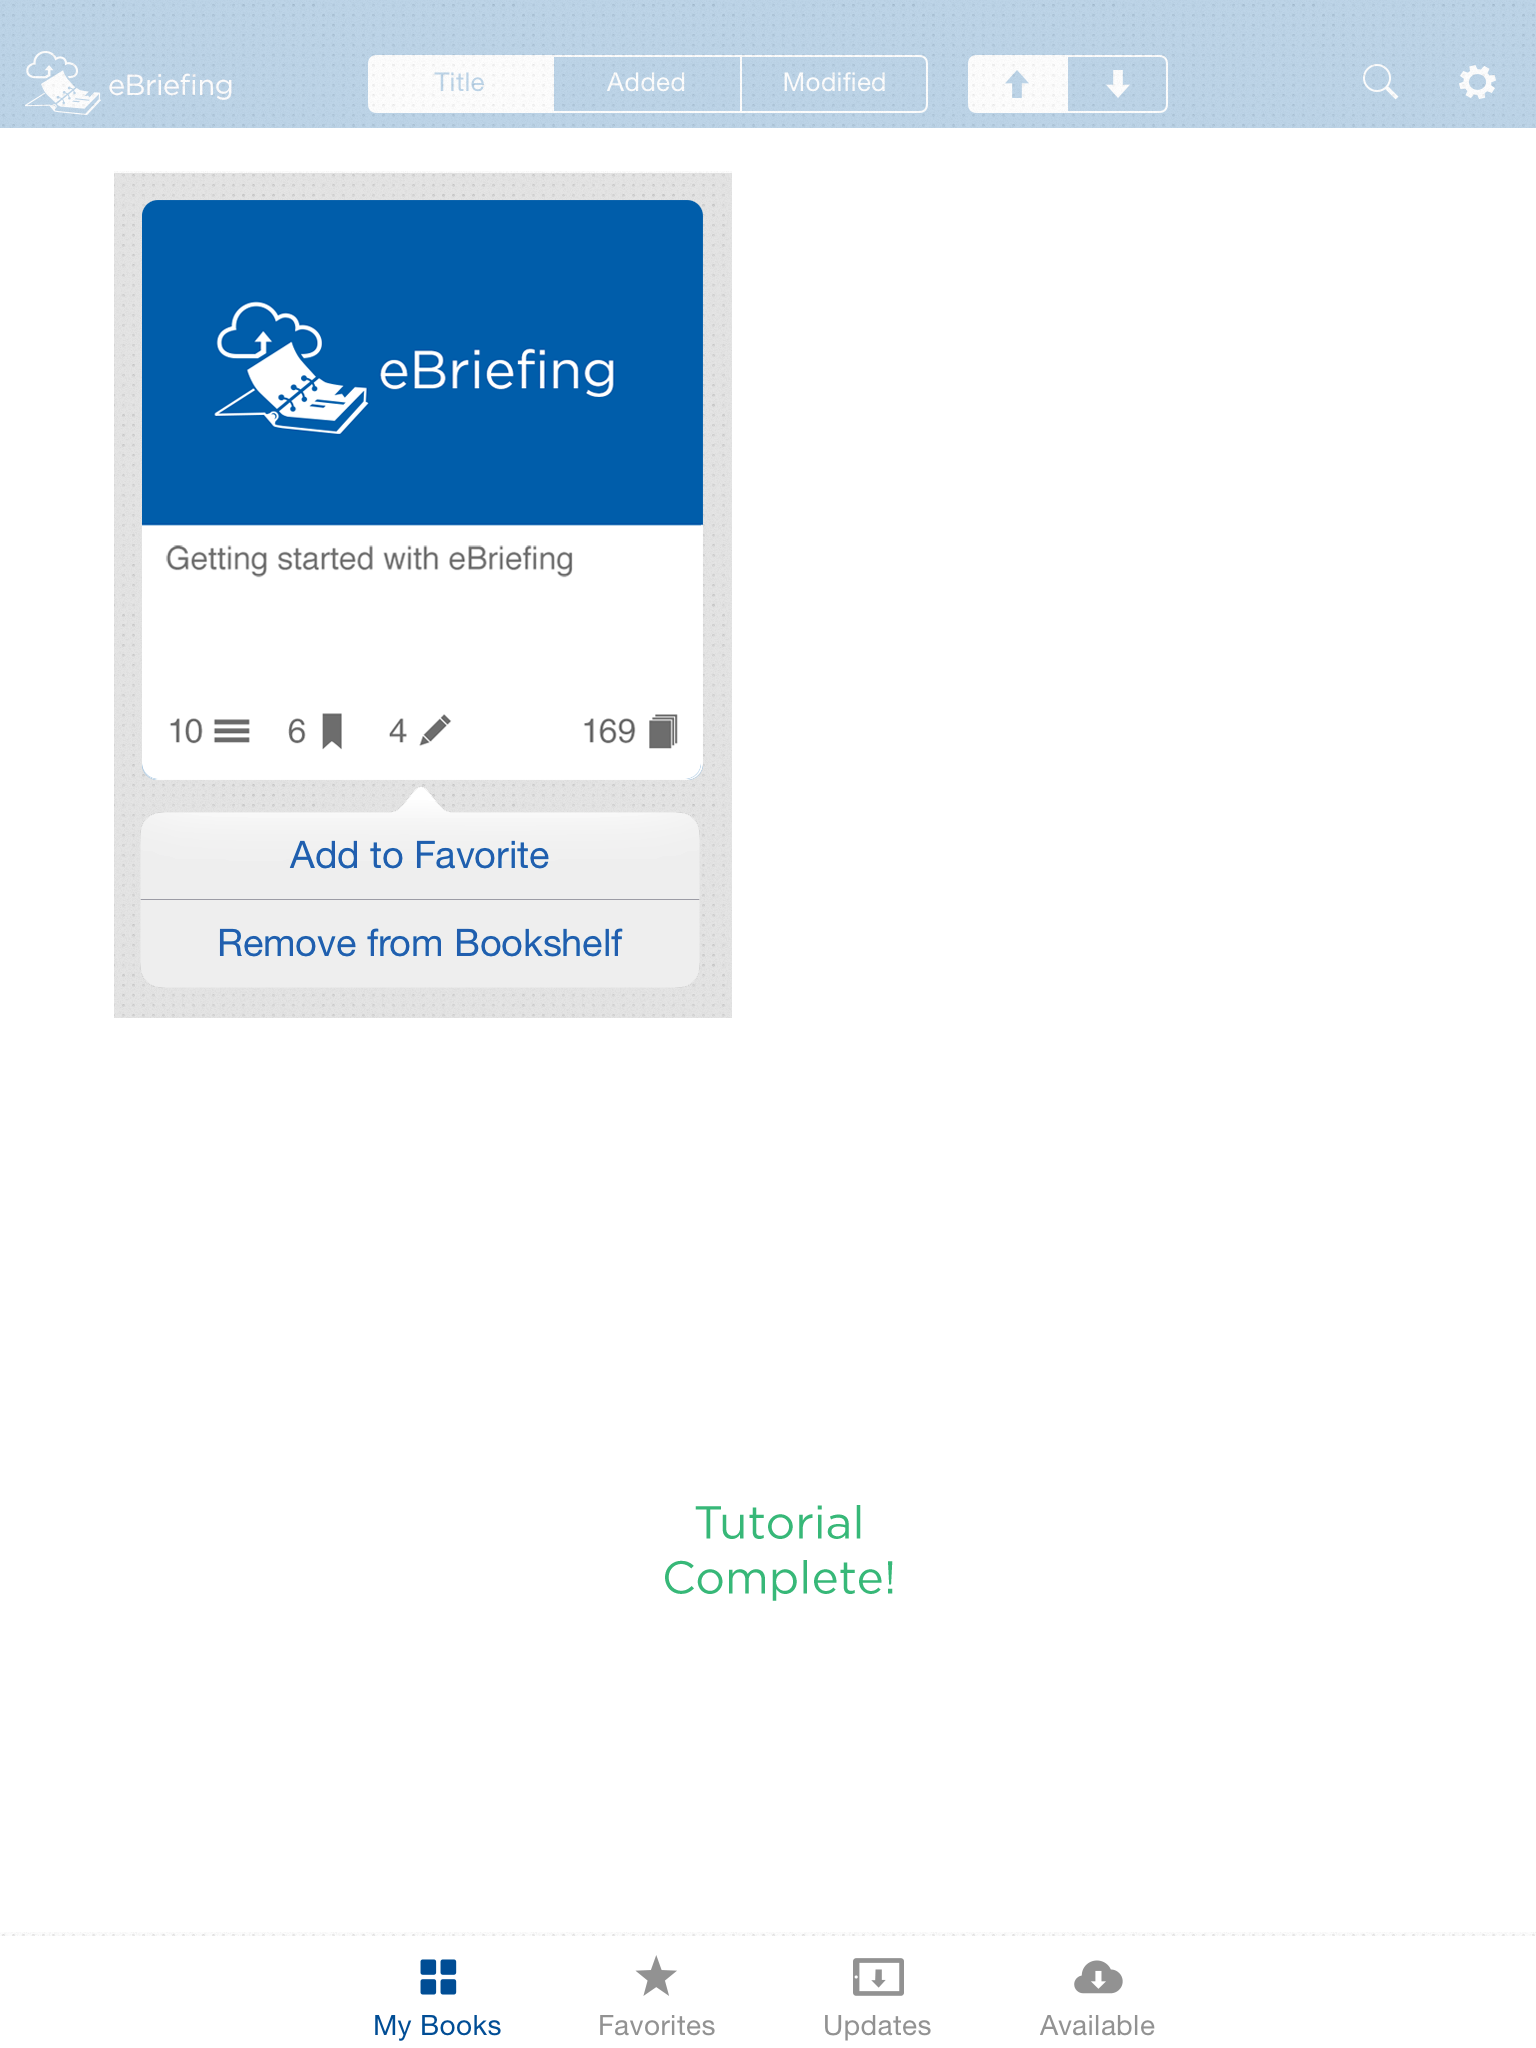 eBriefing
Title
Added
Modified
eBriefing
Getting started with eBriefing
10
6
4
169
Add to Favorite
Remove from Bookshelf
Tutorial
Complete!
My Books
Favorites
Updates
Available